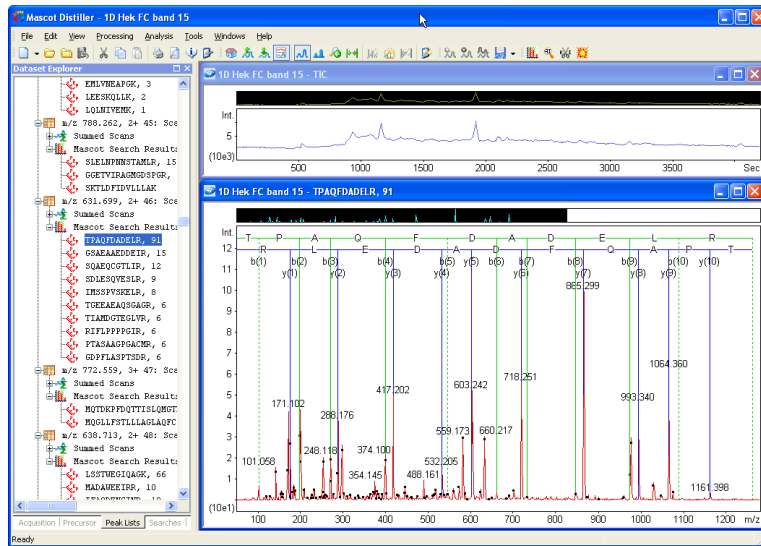 Mascot Distiller - 1D Hek FC band 15
File Edit View Processing Analysis Tools Windows Help
Dataset Explorer
EMLVNEAPGK, 3
LEESKQLLK, 2
LQLNIVEMK, 1
m/z 788.262, 2+ 45: Sca
Summed Scans
Mascot Search Results
SLELNPNNSTAMLR, 15
GGETVIRAGMGDSPGR,
SKTLDFIDVLLLAK
m/z 631.699, 2+ 46: Sca
Summed Scans
Mascot Search Results
TPAQFDADELR, 91
GSAEAAEDDEIR, 15
SQAEQCGTLIR, 12
SDLESQVESLR, 9
IMSSPVSKELR, 8
TGEEAEAQSGAGR, 6
TIAMDGTEGLVR, 6
RIFLPPPPGIR, 6
PTASAAGPGACMR, 6
GDPFLASPTSDR, 6
m/z 772.559, 3+ 47: Sca
Summed Scans
Mascot Search Results
MQTDKPFDQTTISLQMGT
MQGLLFSTLLLAGLAQFC
m/z 638.713, 2+ 48: Sca
Summed Scans
Mascot Search Results
LSSTWEGIQAGK, 66
MADAWEEIRR, 10
Acquisition Precursor Peak Lists Searches
Ready
1D Hek FC band 15 - TIC
Int.
5
(10e3)
500 1000 1500 2000 2500 3000 3500 Sec
1D Hek FC band 15 - TPAQFDADELR, 91
Int.
T P A Q F D A D E L R
R L E D A D F Q A P T
b(1) b(2) b(3) b(4) b(5) b(6) b(7) b(8) b(9) b(10)
y(1) y(2) y(3) y(4) y(5) y(6) y(7) y(8) y(9) y(10)
12
11
10
9
8
7
6
5
4
3
2
1
(10e1)
865.299
1064.360
718.251
603.242
417.202
993.340
171.102
288.176
559.173
660.217
374.100
248.118
532.205
101.058
354.145
488.161
1161.398
100 200 300 400 500 600 700 800 900 1000 1100 1200 m/z